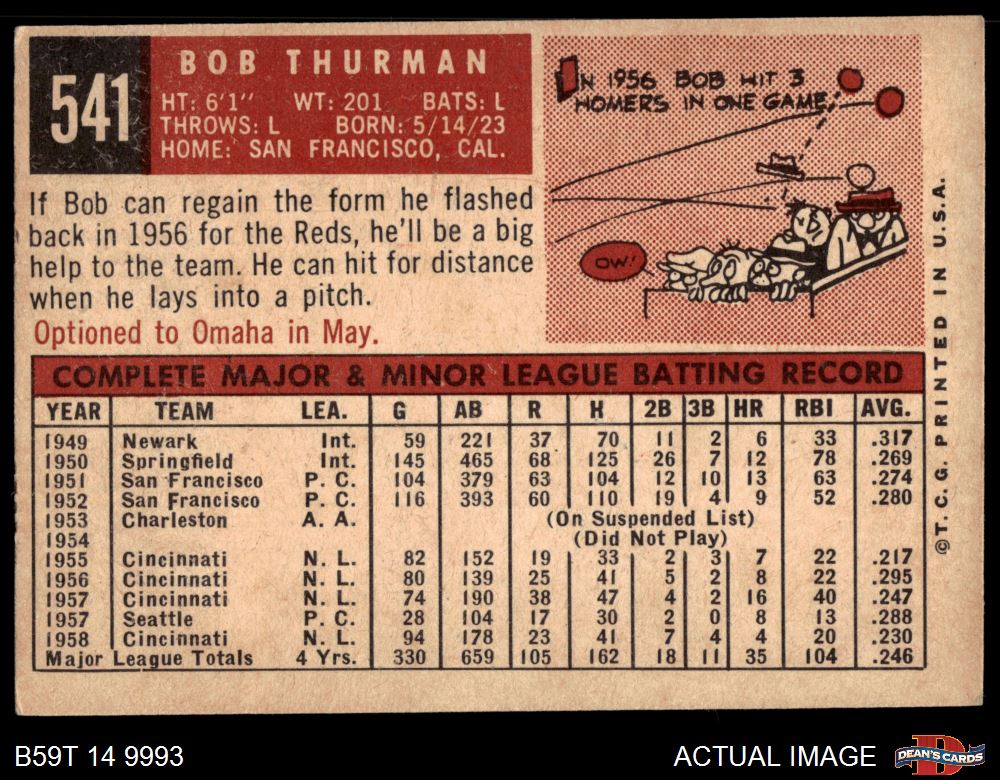 541
BOB THURMAN
HT: 6'1" WT: 201 BATS: L
THROWS: L BORN: 5/14/23
HOME: SAN FRANCISCO, CAL.
If Bob can regain the form he flashed
back in 1956 for the Reds, he'll be a big
help to the team. He can hit for distance
when he lays into a pitch.
Optioned to Omaha in May.
IN 1956 BOB HIT 3
HOMERS IN ONE GAME!
OW!
COMPLETE MAJOR & MINOR LEAGUE BATTING RECORD
YEAR TEAM LEA. G AB R H 2B 3B HR RBI AVG.
1949 Newark Int. 59 221 37 70 11 2 6 33 .317
1950 Springfield Int. 145 465 68 125 26 7 12 78 .269
1951 San Francisco P. C. 104 379 63 104 12 10 13 63 .274
1952 San Francisco P. C. 116 393 60 110 19 4 9 52 .280
1953 Charleston A. A. (On Suspended List)
1954 (Did Not Play)
1955 Cincinnati N. L. 82 152 19 33 2 3 7 22 .217
1956 Cincinnati N. L. 80 139 25 41 5 2 8 22 .295
1957 Cincinnati N. L. 74 190 38 47 4 2 16 40 .247
1957 Seattle P. C. 28 104 17 30 2 0 8 13 .288
1958 Cincinnati N. L. 94 178 23 41 7 4 4 20 .230
Major League Totals 4 Yrs. 330 659 105 162 18 11 35 104 .246
©T.C.G. PRINTED IN U.S.A.
B59T 14 9993
ACTUAL IMAGE
D
DEAN'S CARDS